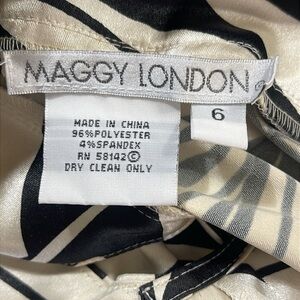 MAGGY LONDON
6
MADE IN CHINA
96%POLYESTER
4%SPANDEX
RN 58142©
DRY CLEAN ONLY